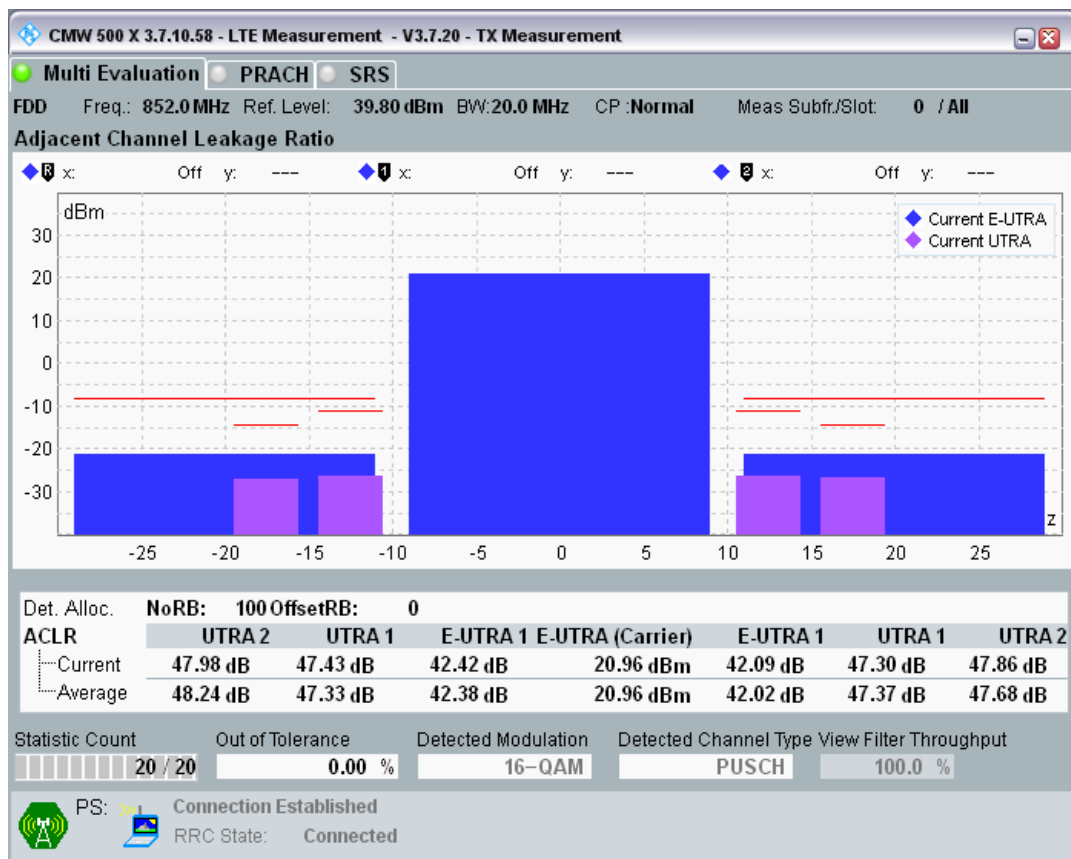 CMW 500 X 3.7.10.58 - LTE Measurement - V3.7.20 - TX Measurement
Multi Evaluation PRACH SRS
FDD Freq.: 852.0 MHz Ref. Level: 39.80 dBm BW:20.0 MHz CP :Normal Meas Subfr./Slot: 0 / All
Adjacent Channel Leakage Ratio
R x: Off y: --- 1 x: Off y: --- 2 x: Off y: ---
dBm
Current E-UTRA
Current UTRA
30
20
10
0
-10
-20
-30
z
-25 -20 -15 -10 -5 0 5 10 15 20 25
Det. Alloc. NoRB: 100 OffsetRB: 0
ACLR UTRA 2 UTRA 1 E-UTRA 1 E-UTRA (Carrier) E-UTRA 1 UTRA 1 UTRA 2
Current 47.98 dB 47.43 dB 42.42 dB 20.96 dBm 42.09 dB 47.30 dB 47.86 dB
Average 48.24 dB 47.33 dB 42.38 dB 20.96 dBm 42.02 dB 47.37 dB 47.68 dB
Statistic Count Out of Tolerance Detected Modulation Detected Channel Type View Filter Throughput
20 / 20 0.00 % 16-QAM PUSCH 100.0 %
PS: Connection Established
RRC State: Connected